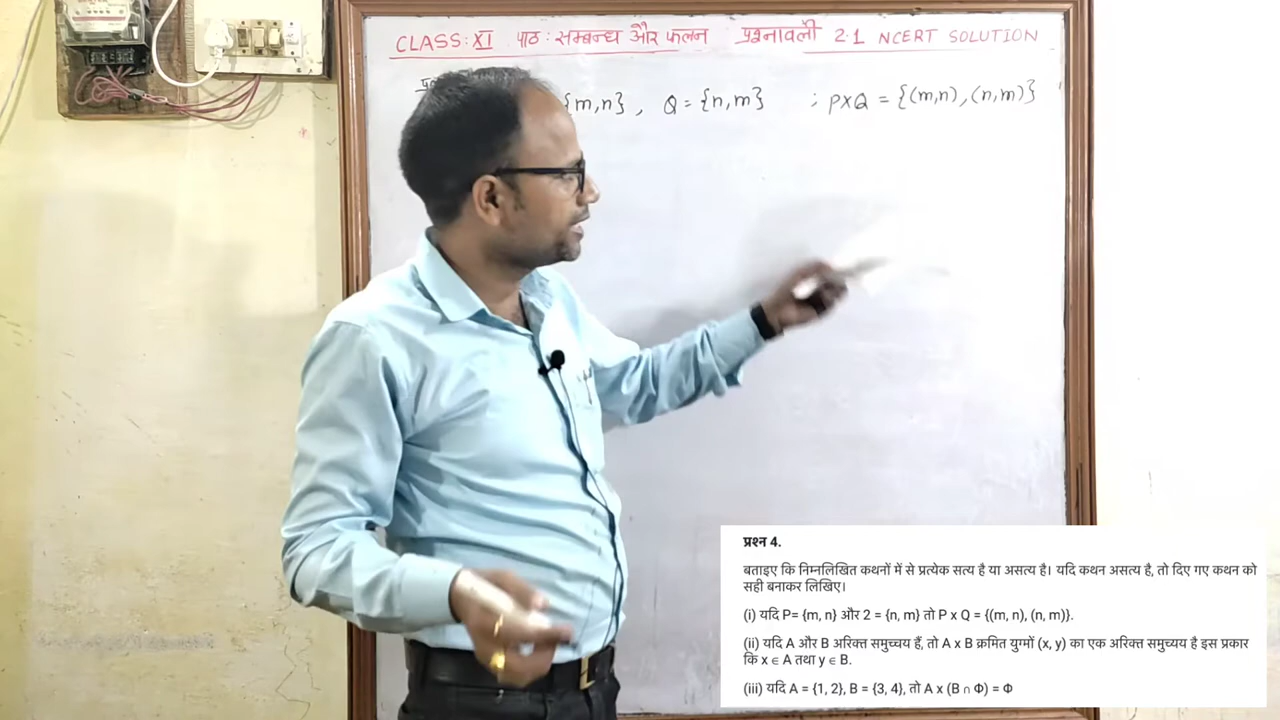 CLASS: XI पाठ : सम्बन्ध और फलन प्रश्नावली 2.1 NCERT SOLUTION
{m,n} , Q = {n,m} ; P×Q = {(m,n),(n,m)}
प्रश्न 4.
बताइए कि निम्नलिखित कथनों में से प्रत्येक सत्य है या असत्य है। यदि कथन असत्य है, तो दिए गए कथन को
सही बनाकर लिखिए।
(i) यदि P= {m, n} और 2 = {n, m} तो P x Q = {(m, n), (n, m)}.
(ii) यदि A और B अरिक्त समुच्चय हैं, तो A x B क्रमित युग्मों (x, y) का एक अरिक्त समुच्यय है इस प्रकार
कि x ∈ A तथा y ∈ B.
(iii) यदि A = {1, 2}, B = {3, 4}, तो A x (B ∩ Φ) = Φ